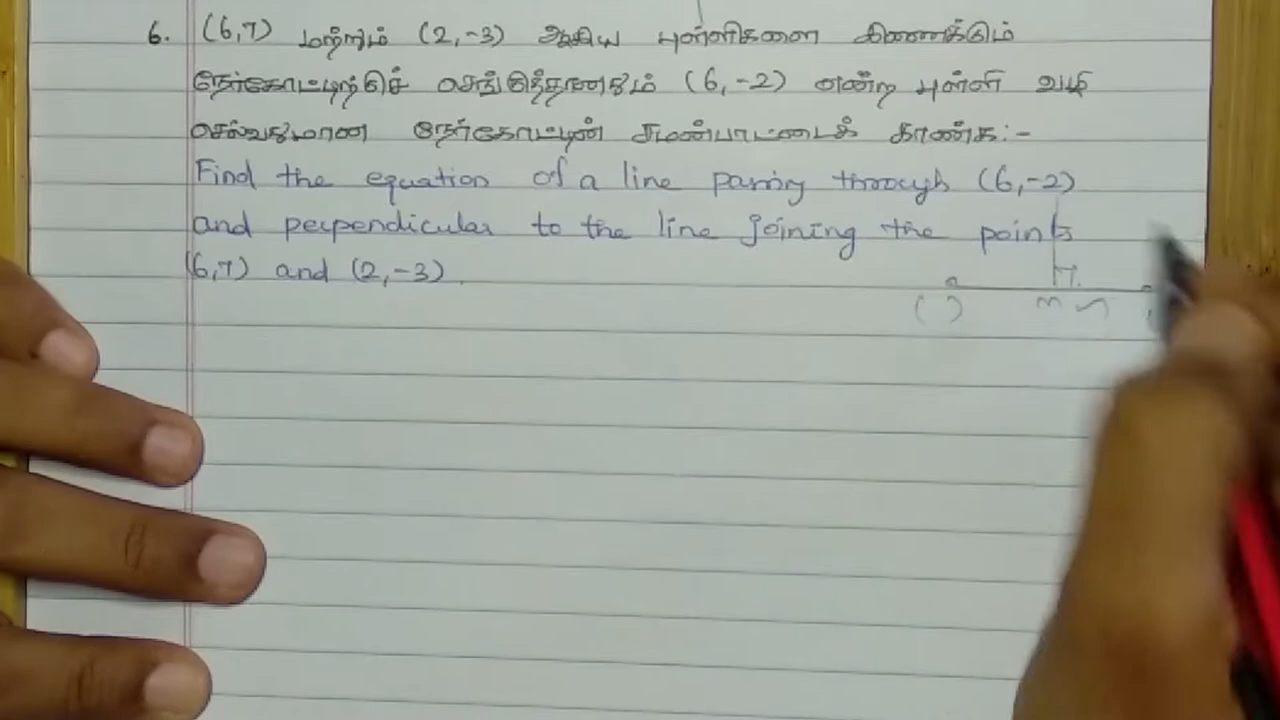 6. (6,7) மற்றும் (2,-3) ஆகிய புள்ளிகளை இணைக்கும்
நேர்கோட்டிற்குச் செங்குத்தானதும் (6,-2) என்ற புள்ளி வழி
செல்வதுமான நேர்கோட்டின் சமன்பாட்டைக் காண்க:-
Find the equation of a line passing through (6,-2)
and perpendicular to the line joining the points
(6,7) and (2,-3).